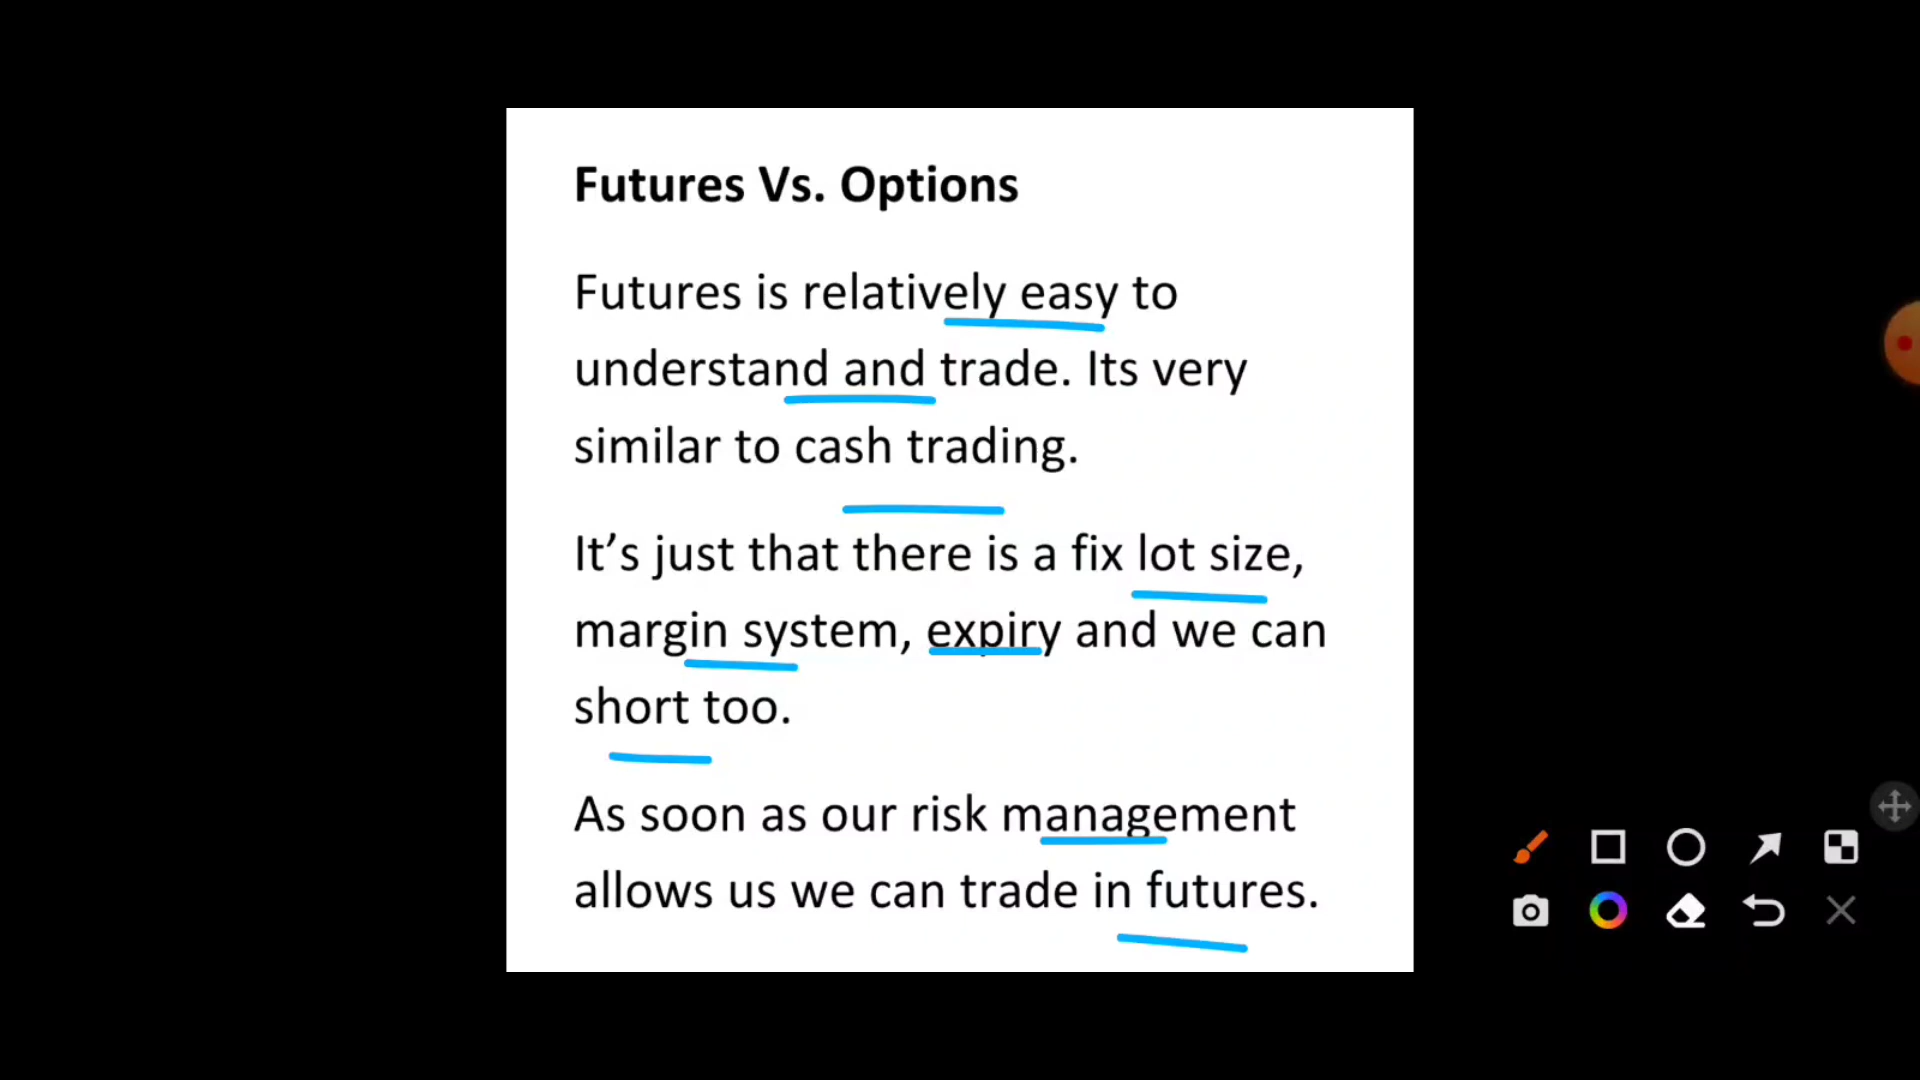 Futures Vs. Options
Futures is relatively easy to
understand and trade. Its very
similar to cash trading.
It’s just that there is a fix lot size,
margin system, expiry and we can
short too.
As soon as our risk management
allows us we can trade in futures.